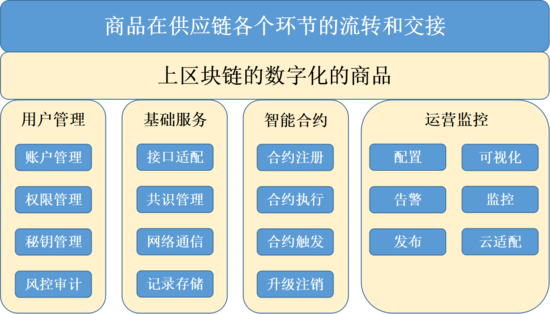 商品在供应链各个环节的流转和交接
上区块链的数字化的商品
用户管理
账户管理
权限管理
秘钥管理
风控审计
基础服务
接口适配
共识管理
网络通信
记录存储
智能合约
合约注册
合约执行
合约触发
升级注销
运营监控
配置 可视化
告警 监控
发布 云适配